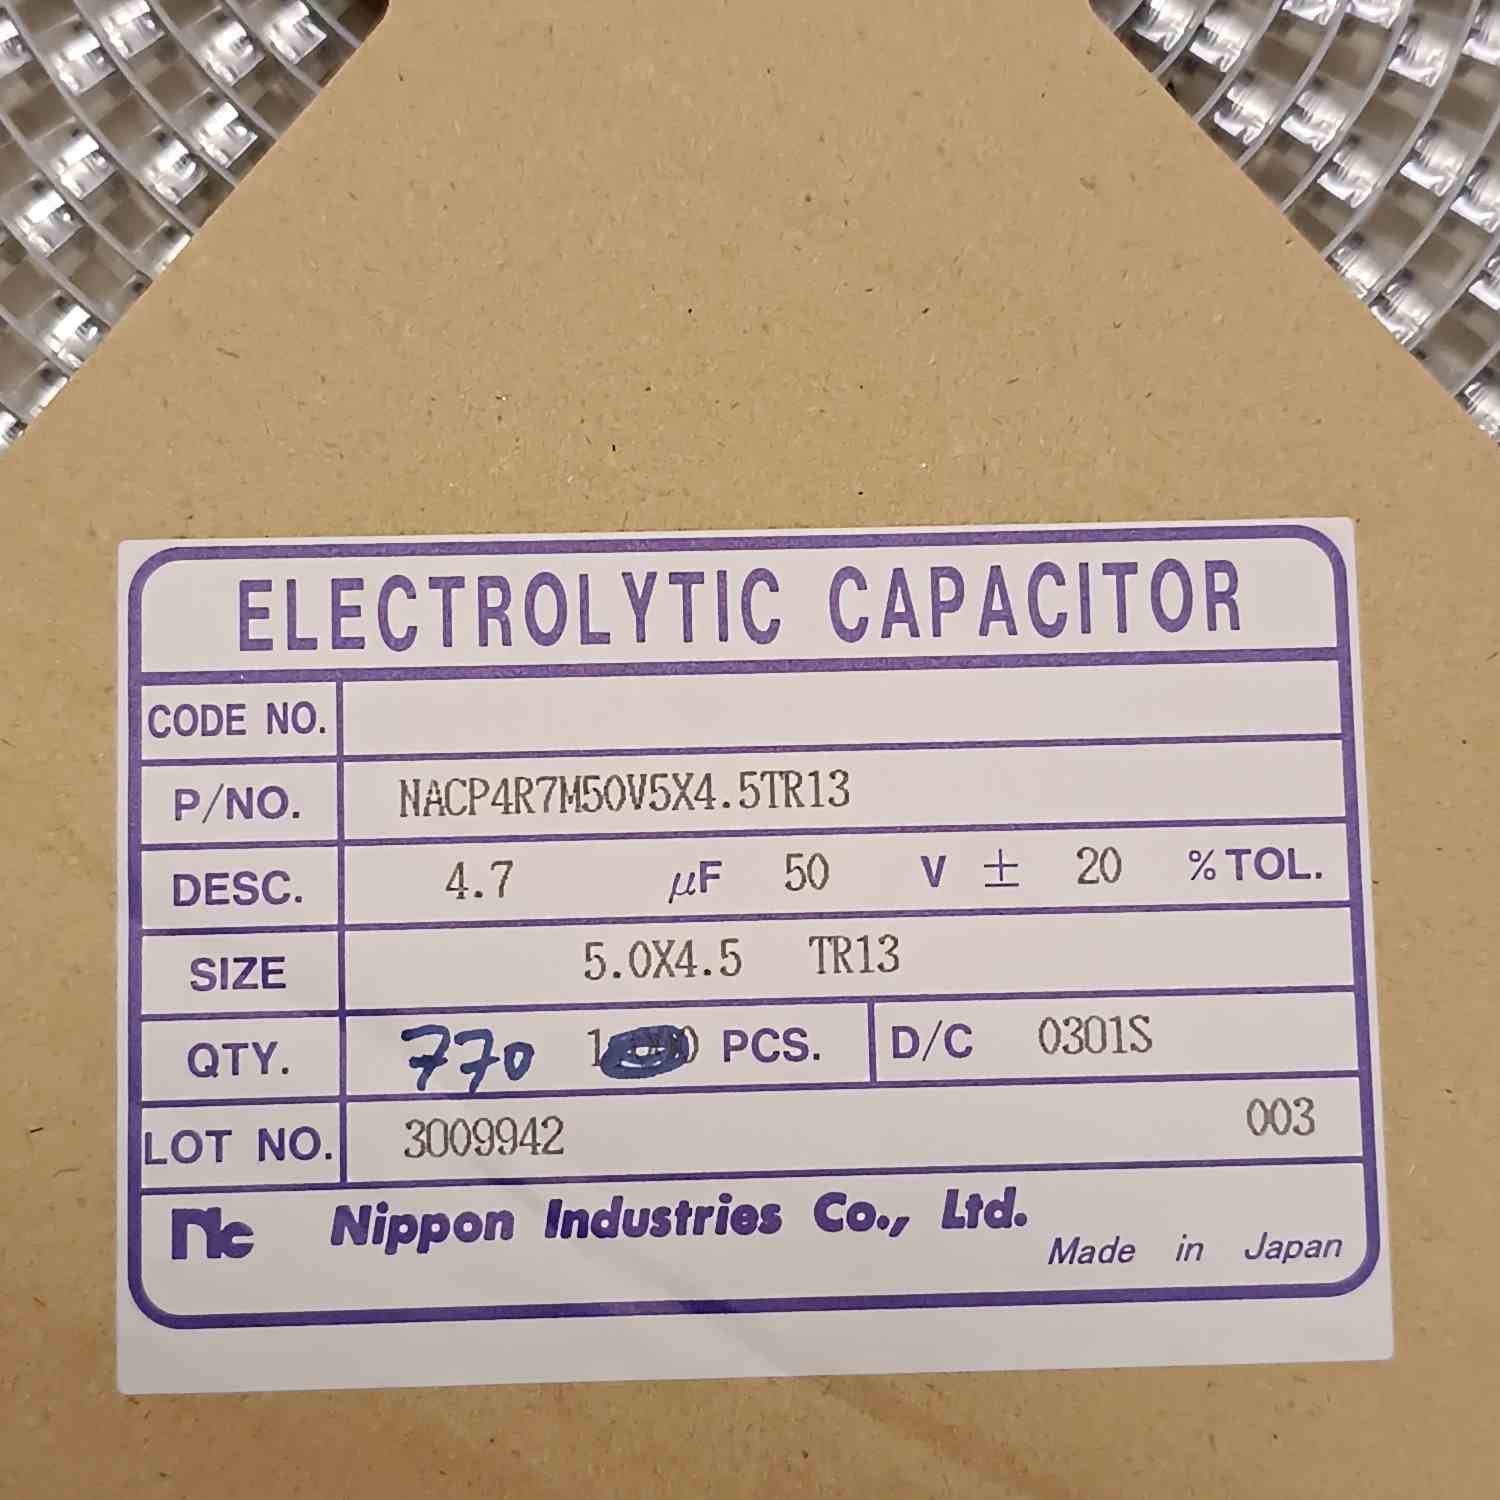 ELECTROLYTIC CAPACITOR
CODE NO.
P/NO. NACP4R7M50V5X4.5TR13
DESC. 4.7 µF 50 V ± 20 % TOL.
SIZE 5.0X4.5 TR13
QTY. 770 PCS. D/C 0301S
LOT NO. 3009942 003
nic Nippon Industries Co., Ltd.
Made in Japan